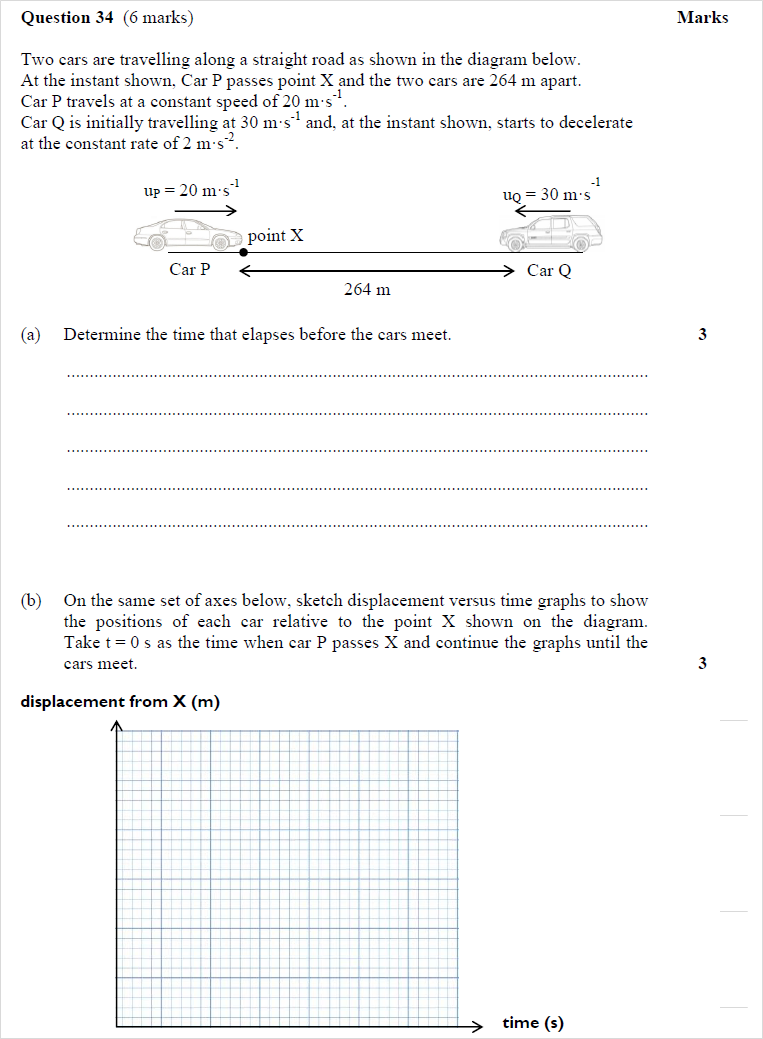 Question 34 (6 marks) Marks
Two cars are travelling along a straight road as shown in the diagram below.
At the instant shown, Car P passes point X and the two cars are 264 m apart.
Car P travels at a constant speed of 20 m·s⁻¹.
Car Q is initially travelling at 30 m·s⁻¹ and, at the instant shown, starts to decelerate
at the constant rate of 2 m·s⁻².
uP = 20 m·s⁻¹ uQ = 30 m·s⁻¹
point X
Car P Car Q
264 m
(a) Determine the time that elapses before the cars meet. 3
(b) On the same set of axes below, sketch displacement versus time graphs to show
the positions of each car relative to the point X shown on the diagram.
Take t = 0 s as the time when car P passes X and continue the graphs until the
cars meet. 3
displacement from X (m)
time (s)